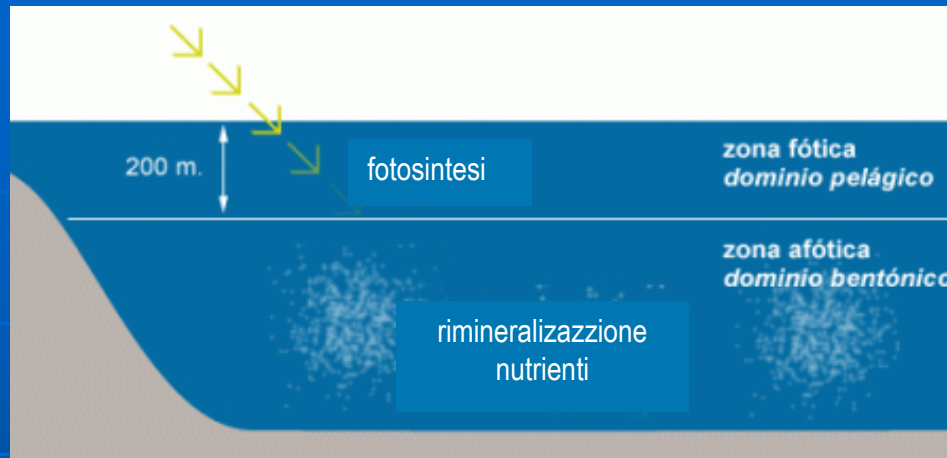 200 m.
fotosintesi
zona fótica
dominio pelágico
zona afótica
dominio bentónico
rimineralizazzione
nutrienti